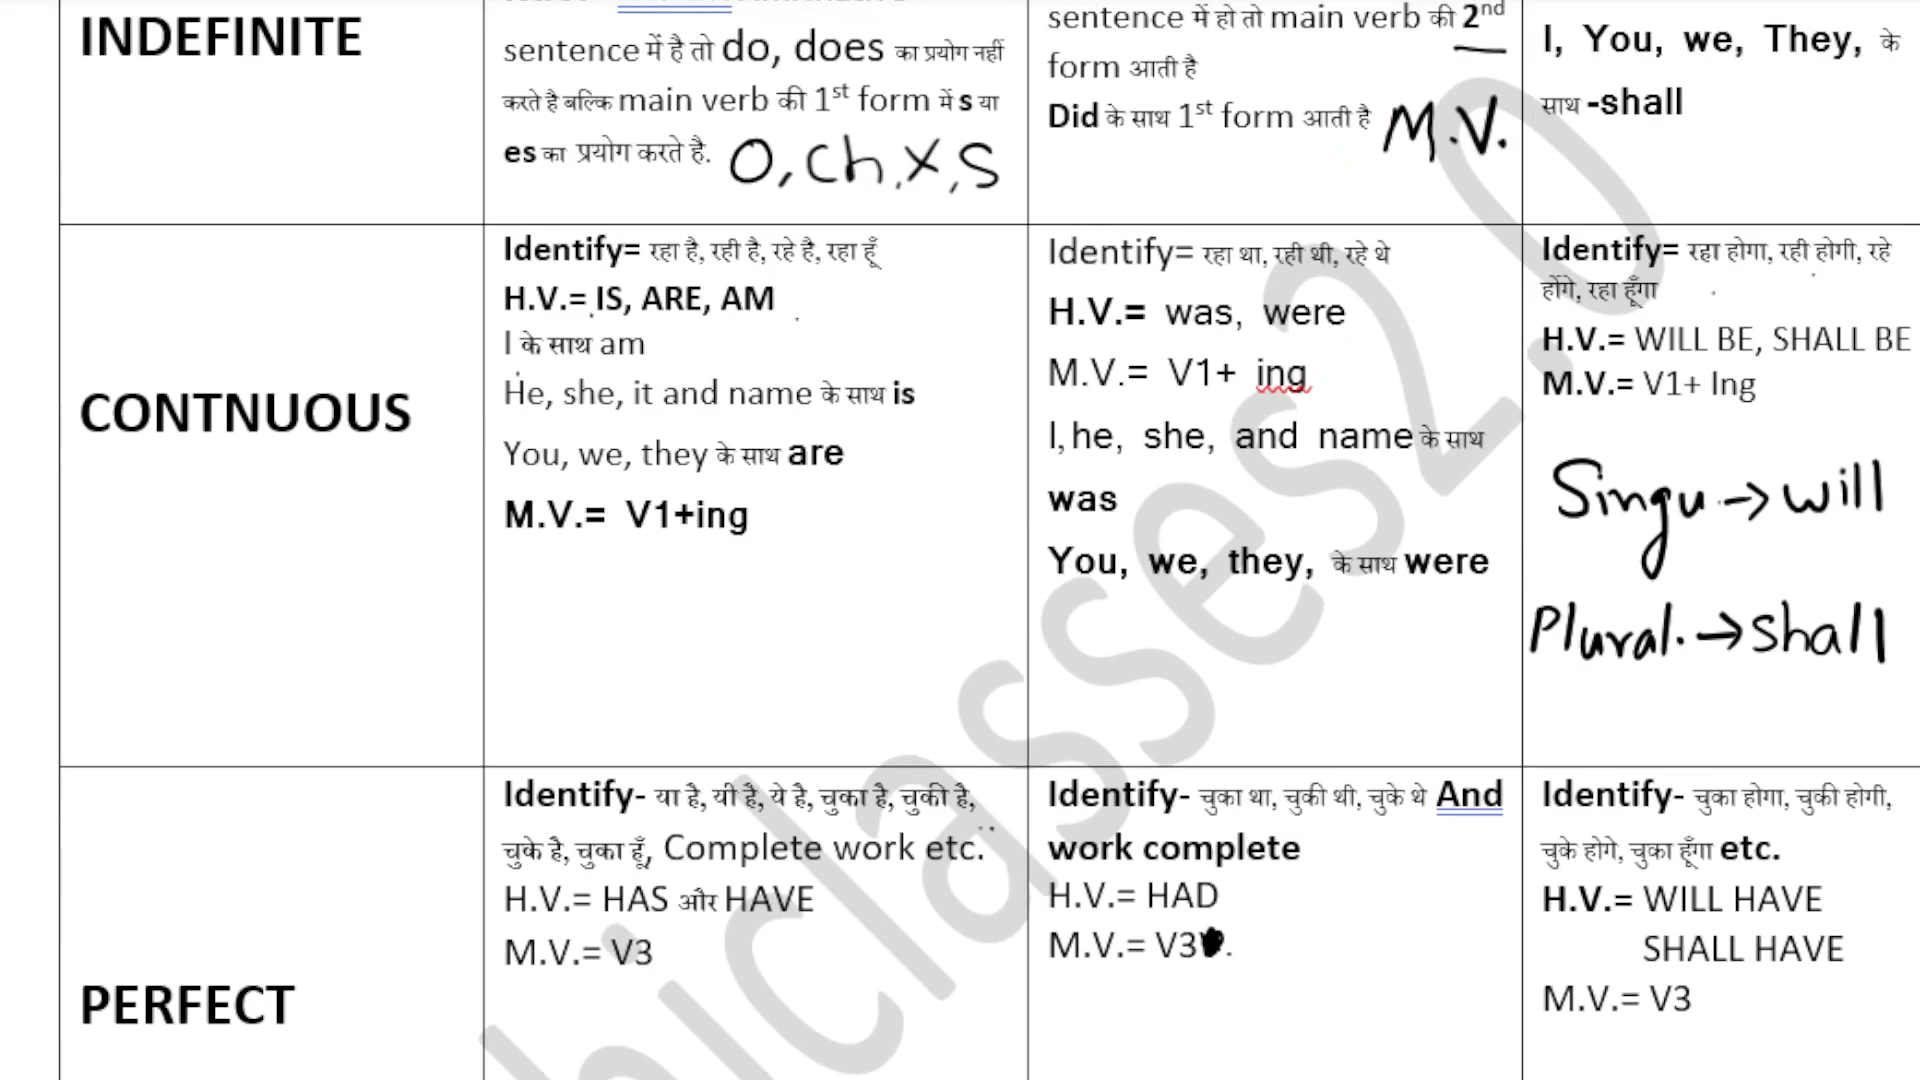 INDEFINITE
sentence में है तो do, does का प्रयोग नहीं
करते है बल्कि main verb की 1st form में s या
es का प्रयोग करते है. O, ch, x, s
sentence में हो तो main verb की 2nd
form आती है
Did के साथ 1st form आती है M.V.
I, You, we, They, के
साथ -shall
CONTNUOUS
Identify= रहा है, रही है, रहे है, रहा हूँ
H.V.= IS, ARE, AM
I के साथ am
He, she, it and name के साथ is
You, we, they के साथ are
M.V.= V1+ing
Identify= रहा था, रही थी, रहे थे
H.V.= was, were
M.V.= V1+ ing
I, he, she, and name के साथ
was
You, we, they, के साथ were
Identify= रहा होगा, रही होगी, रहे
होंगे, रहा हूँगा
H.V.= WILL BE, SHALL BE
M.V.= V1+ Ing
Singu → will
Plural. → shall
PERFECT
Identify- या है, यी है, ये है, चुका है, चुकी है,
चुके है, चुका हूँ, Complete work etc.
H.V.= HAS और HAVE
M.V.= V3
Identify- चुका था, चुकी थी, चुके थे And
work complete
H.V.= HAD
M.V.= V3
Identify- चुका होगा, चुकी होगी,
चुके होगे, चुका हूँगा etc.
H.V.= WILL HAVE
SHALL HAVE
M.V.= V3
hiclasses2.0